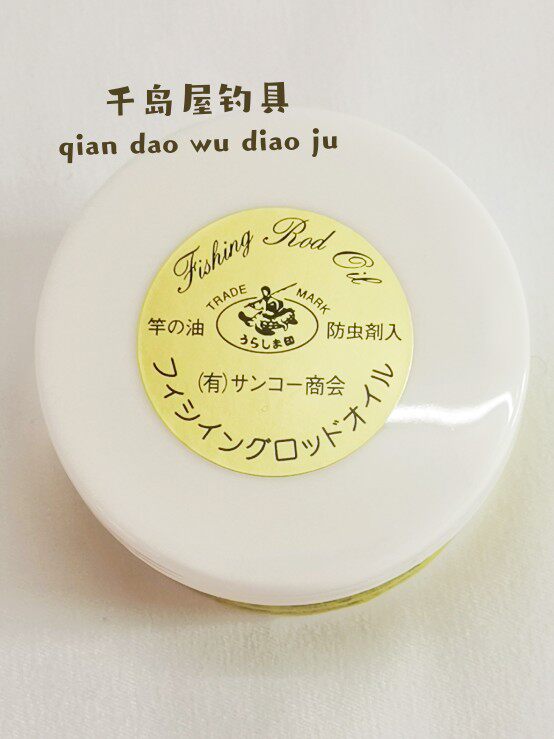 千岛屋钓具
qian dao wu diao ju
Fishing Rod Oil
TRADE MARK
うらしま印
竿の油
防虫剤入
(有)サンコー商会
フィシイングロッドオイル